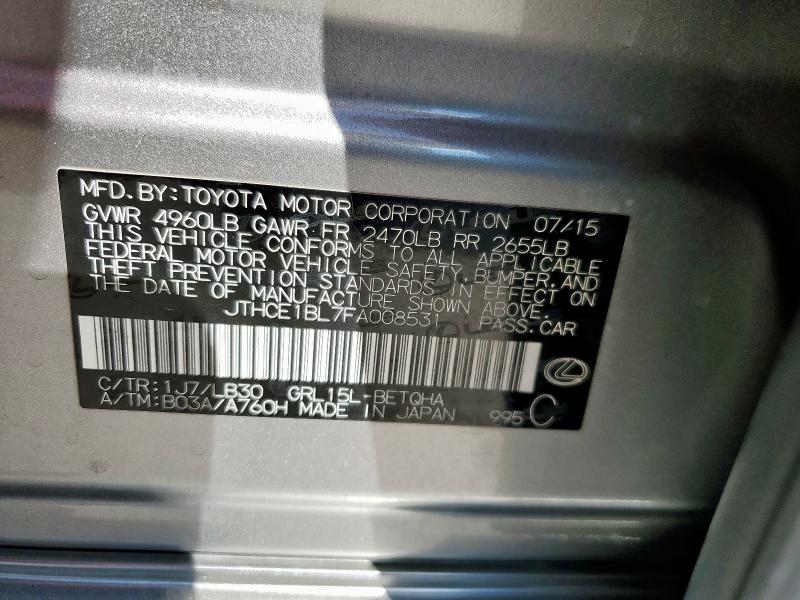 MFD.BY:TOYOTA MOTOR CORPORATION 07/15
GVWR 4960LB GAWR FR 2470LB RR 2655LB
THIS VEHICLE CONFORMS TO ALL APPLICABLE
FEDERAL MOTOR VEHICLE SAFETY, BUMPER, AND
THEFT PREVENTION STANDARDS IN EFFECT ON
THE DATE OF MANUFACTURE SHOWN ABOVE.
JTHCE1BL7FA008531 PASS.CAR
C/TR:1J7/LB30 GRL15L-BETQHA
A/TM:B03A/A760H MADE IN JAPAN 995 C